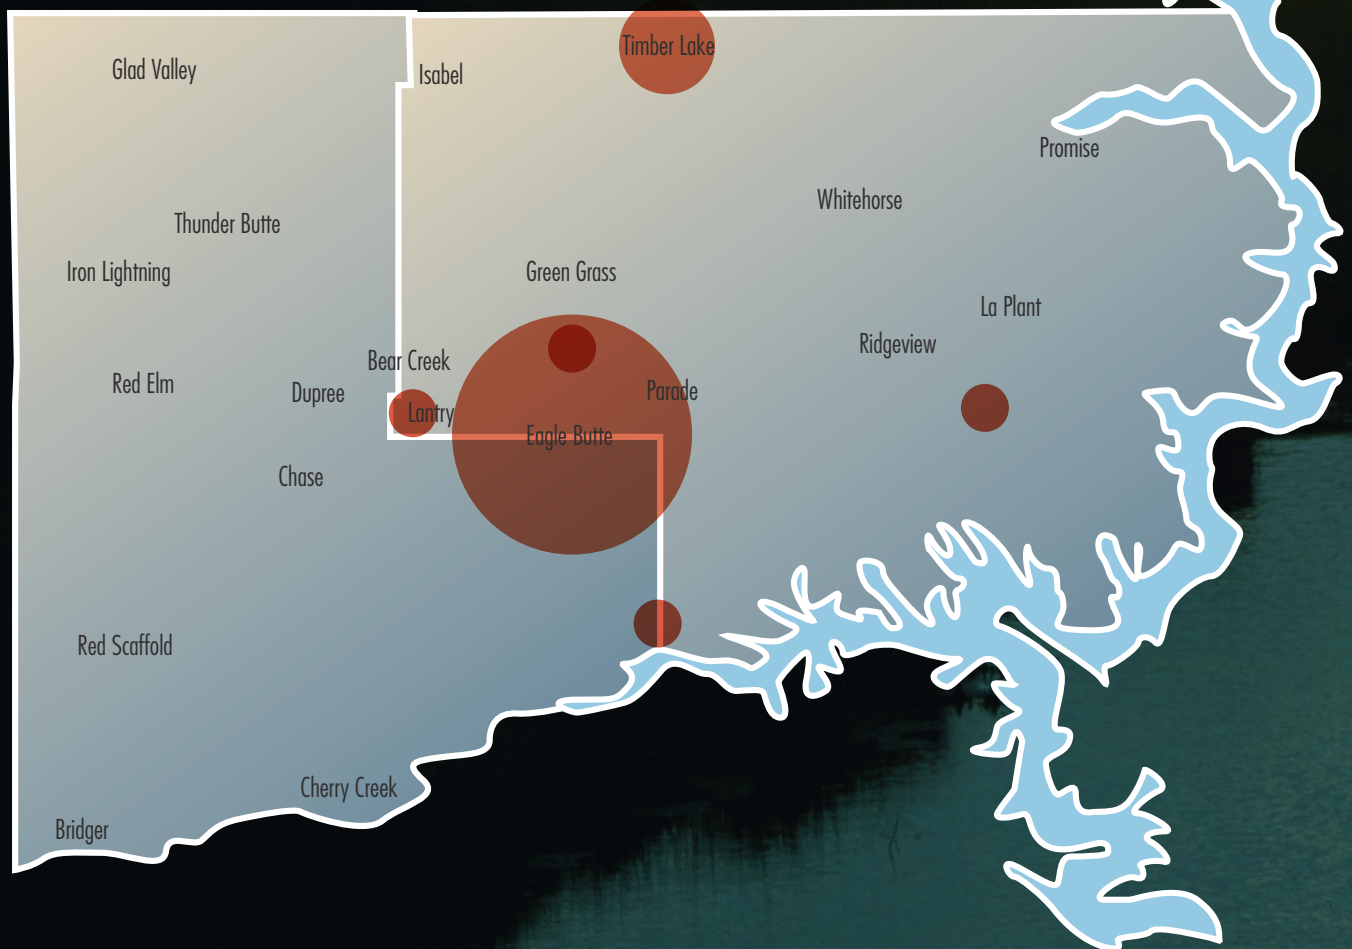 Timber Lake
Glad Valley
Isabel
Promise
Whitehorse
Thunder Butte
Iron Lightning
Green Grass
La Plant
Ridgeview
Bear Creek
Red Elm
Dupree
Parade
Lantry
Eagle Butte
Chase
Red Scaffold
Cherry Creek
Bridger